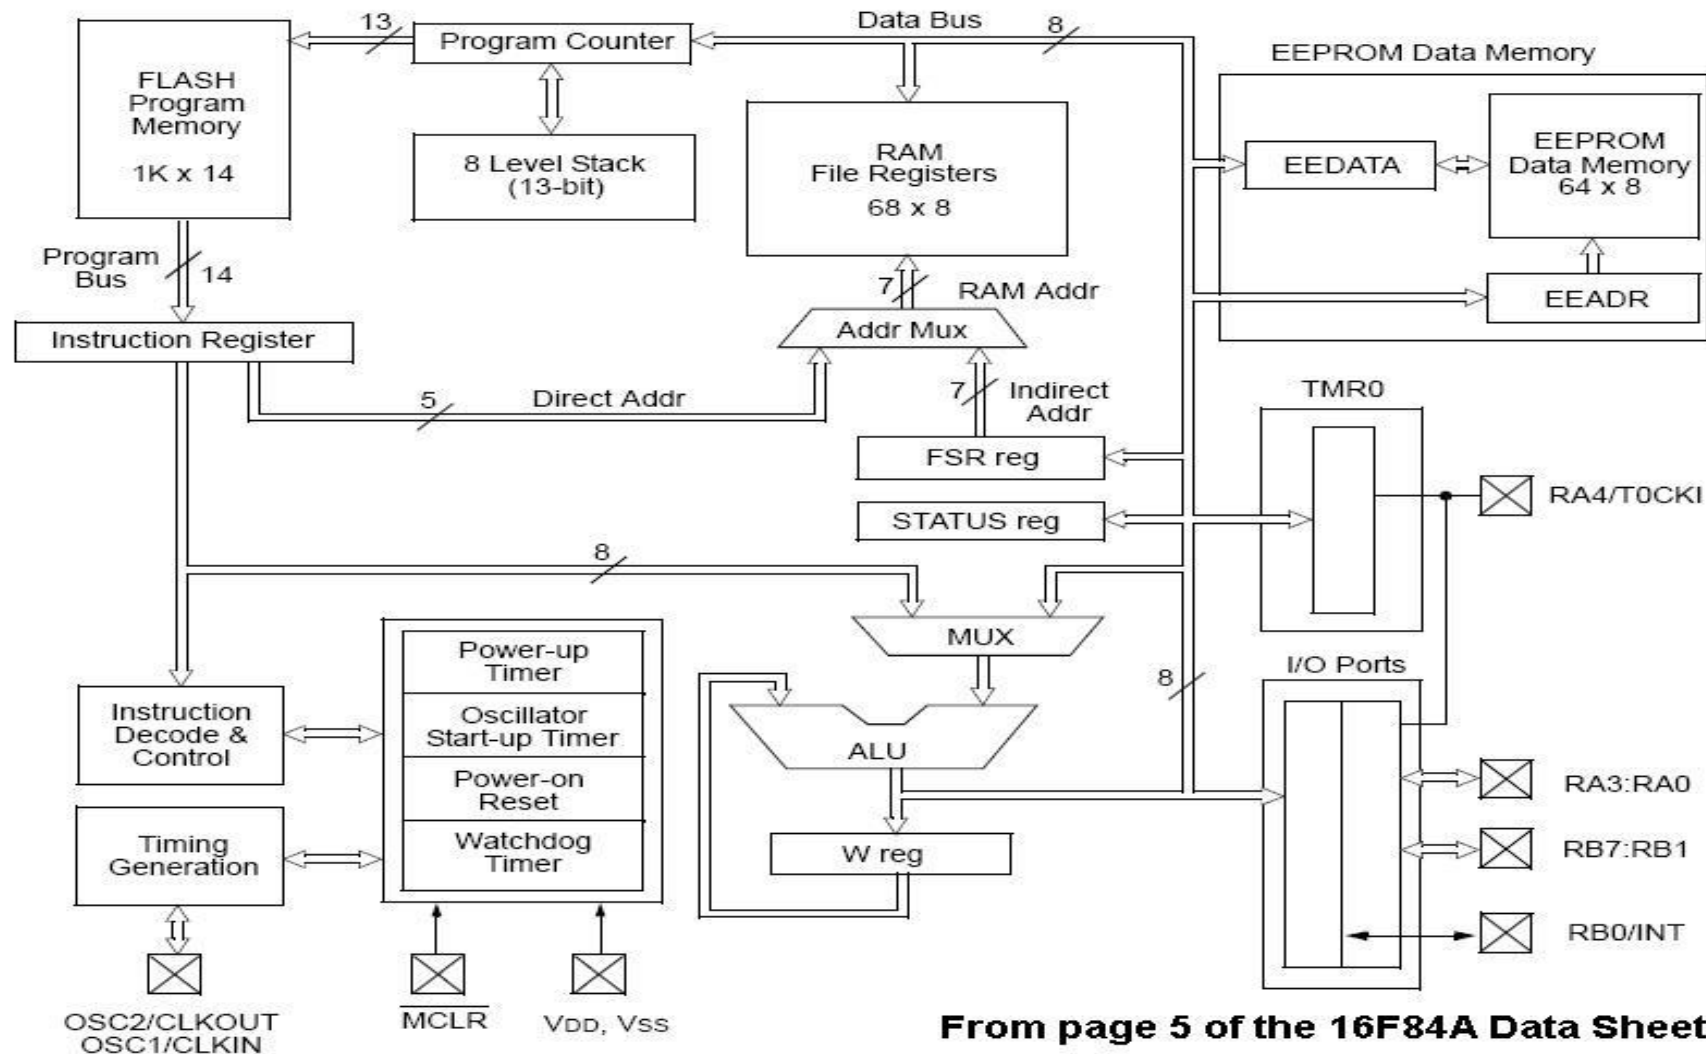 13
Program Counter
Data Bus
8
EEPROM Data Memory
FLASH
Program
Memory
1K x 14
8 Level Stack
(13-bit)
RAM
File Registers
68 x 8
EEDATA
EEPROM
Data Memory
64 x 8
EEADR
Program
Bus
14
7
RAM Addr
Addr Mux
Instruction Register
5
Direct Addr
7
Indirect
Addr
FSR reg
STATUS reg
TMR0
RA4/T0CKI
8
MUX
Power-up
Timer
Oscillator
Start-up Timer
Power-on
Reset
Watchdog
Timer
Instruction
Decode &
Control
Timing
Generation
ALU
W reg
8
I/O Ports
RA3:RA0
RB7:RB1
RB0/INT
OSC2/CLKOUT
OSC1/CLKIN
MCLR
VDD, VSS
From page 5 of the 16F84A Data Sheet